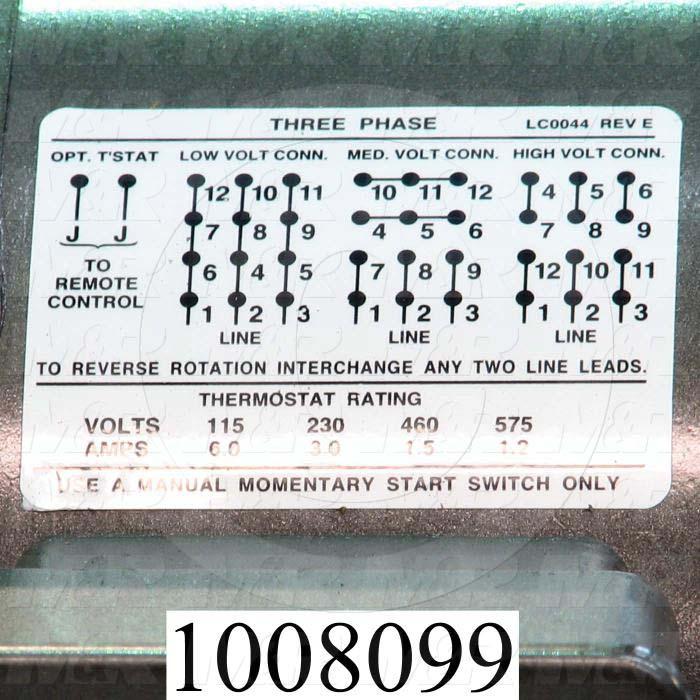 THREE PHASE LC0044 REV E
OPT. T'STAT LOW VOLT CONN. MED. VOLT CONN. HIGH VOLT CONN.
12 10 11 10 11 12 4 5 6
7 8 9 4 5 6 7 8 9
J J
6 4 5 7 8 9 12 10 11
1 2 3 1 2 3 1 2 3
TO
REMOTE
CONTROL
LINE LINE LINE
TO REVERSE ROTATION INTERCHANGE ANY TWO LINE LEADS.
THERMOSTAT RATING
VOLTS 115 230 460 575
AMPS 6.0 3.0 1.5 1.2
USE A MANUAL MOMENTARY START SWITCH ONLY
1008099